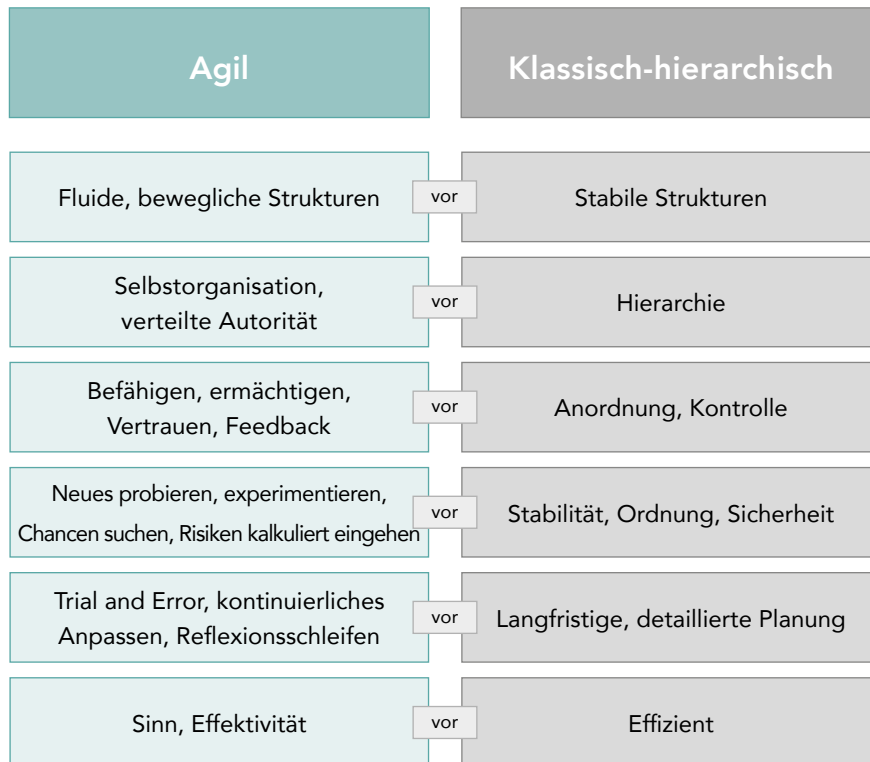 Agil
Klassisch-hierarchisch
Fluide, bewegliche Strukturen
vor
Stabile Strukturen
Selbstorganisation,
verteilte Autorität
vor
Hierarchie
Befähigen, ermächtigen,
Vertrauen, Feedback
vor
Anordnung, Kontrolle
Neues probieren, experimentieren,
Chancen suchen, Risiken kalkuliert eingehen
vor
Stabilität, Ordnung, Sicherheit
Trial and Error, kontinuierliches
Anpassen, Reflexionsschleifen
vor
Langfristige, detaillierte Planung
Sinn, Effektivität
vor
Effizient